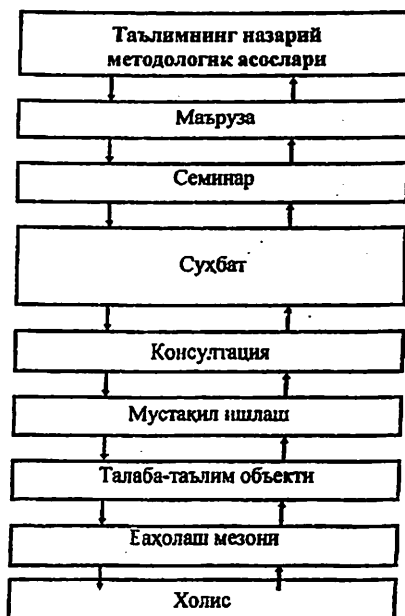 Таълимнинг назарий
методологик асослари
Маъруза
Семинар
Суҳбат
Консултация
Мустақил ишлаш
Талаба-таълим объекти
Баҳолаш мезони
Холис